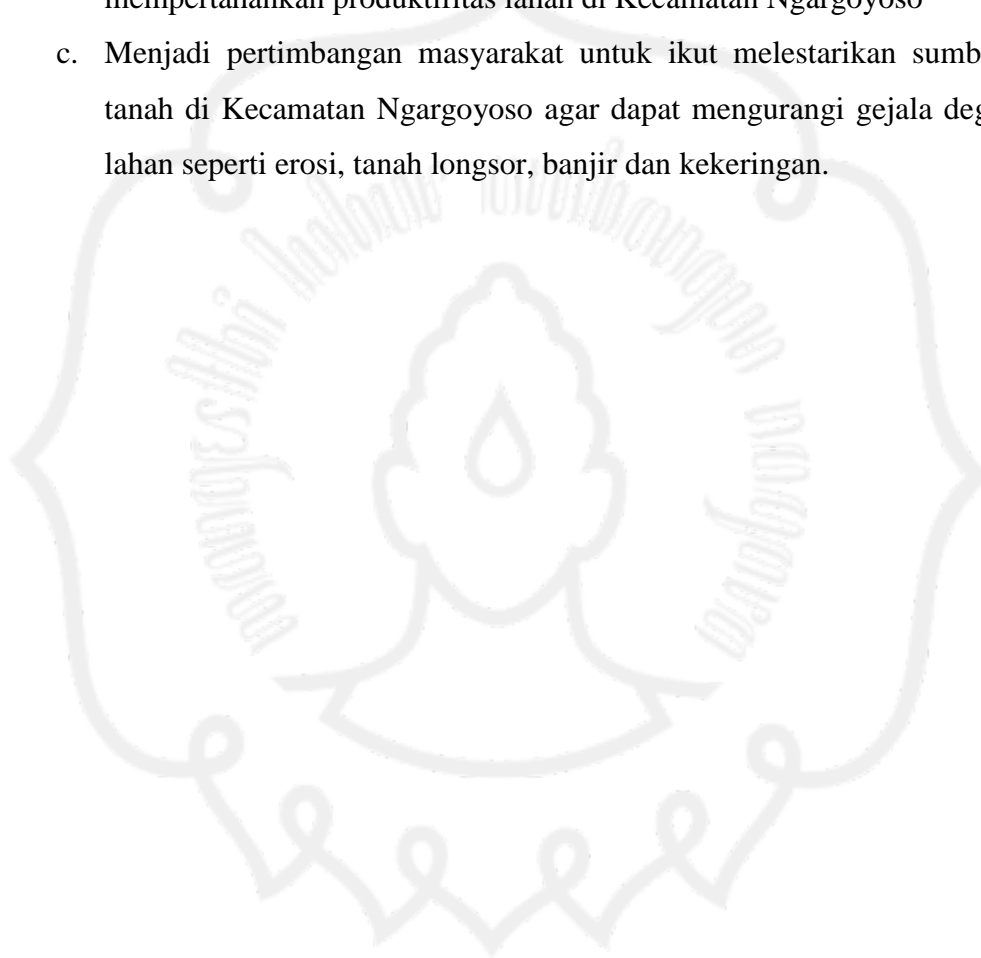 mempertahankan produktifitas lahan di Kecamatan Ngargoyoso
c. Menjadi pertimbangan masyarakat untuk ikut melestarikan sumb
tanah di Kecamatan Ngargoyoso agar dapat mengurangi gejala deg
lahan seperti erosi, tanah longsor, banjir dan kekeringan.